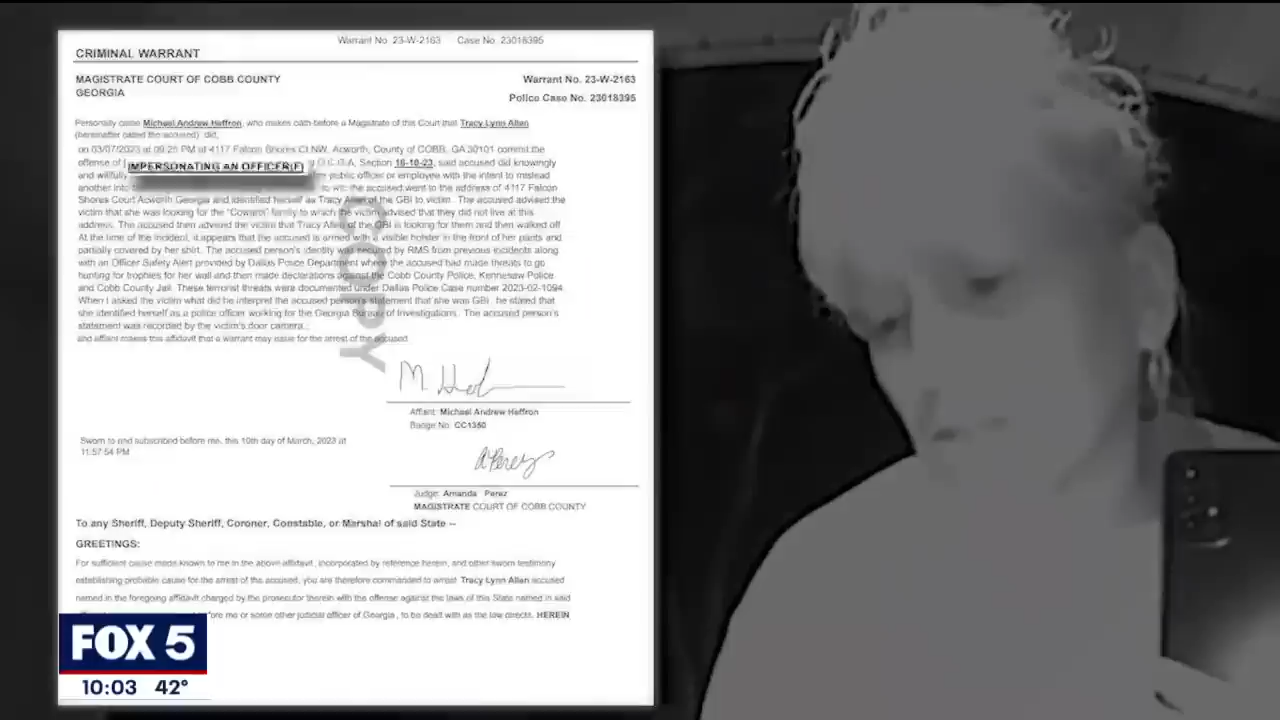 Warrant No. 23-W-2163 Case No. 23018395
CRIMINAL WARRANT
MAGISTRATE COURT OF COBB COUNTY
GEORGIA
Warrant No. 23-W-2163
Police Case No. 23018395
Personally came Michael Andrew Heffron, who makes oath before a Magistrate of this Court that Tracy Lynn Allen
(hereinafter called the accused) did,
on 03/07/2023 at 09:25 PM at 4117 Falcon Shores Ct NW, Acworth, County of COBB, GA 30101 commit the
offense of IMPERSONATING AN OFFICER(F) O.C.G.A. Section 16-10-23, said accused did knowingly
and willfully public officer or employee with the intent to mislead
another into to wit: the accused went to the address of 4117 Falcon
Shores Court Acworth Georgia and identified herself as Tracy Allen of the GBI to victim. The accused advised the
victim that she was looking for the "Cowart" family to which the victim advised that they did not live at this
address. The accused then advised the victim that Tracy Allen of the GBI is looking for them and then walked off
At the time of the incident, it appears that the accused is armed with a visible holster in the front of her pants and
partially covered by her shirt. The accused person's identity was secured by RMS from previous incidents along
with an Officer Safety Alert provided by Dallas Police Department where the accused had made threats to go
hunting for trophies for her wall and then made declarations against the Cobb County Police, Kennesaw Police
and Cobb County Jail. These terrorist threats were documented under Dallas Police Case number 2023-02-1094
When I asked the victim what did he interpret the accused person's statement that she was GBI, he stated that
she identified herself as a police officer working for the Georgia Bureau of Investigations. The accused person's
statement was recorded by the victim's door camera.
and affiant makes this affidavit that a warrant may issue for the arrest of the accused
COPY
Affiant: Michael Andrew Heffron
Badge No. CC1350
Sworn to and subscribed before me, this 10th day of March, 2023 at
11:57:54 PM
APerez
Judge: Amanda Perez
MAGISTRATE COURT OF COBB COUNTY
To any Sheriff, Deputy Sheriff, Coroner, Constable, or Marshal of said State --
GREETINGS:
For sufficient cause made known to me in the above affidavit, incorporated by reference herein, and other sworn testimony
establishing probable cause for the arrest of the accused, you are therefore commanded to arrest Tracy Lynn Allen accused
named in the foregoing affidavit charged by the prosecutor therein with the offense against the laws of this State named in said
before me or some other judicial officer of Georgia, to be dealt with as the law directs. HEREIN
FOX 5
10:03 42°